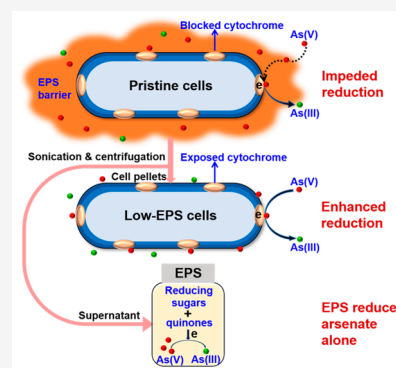 Blocked cytochrome
As(V)
EPS
barrier
Pristine cells
e
Impeded
reduction
As(III)
Sonication & centrifugation
Exposed cytochrome
Cell pellets
As(V)
Low-EPS cells
e
Enhanced
reduction
As(III)
EPS
Reducing
sugars
+
quinones
e
Supernatant
As(V) As(III)
EPS reduce
arsenate
alone